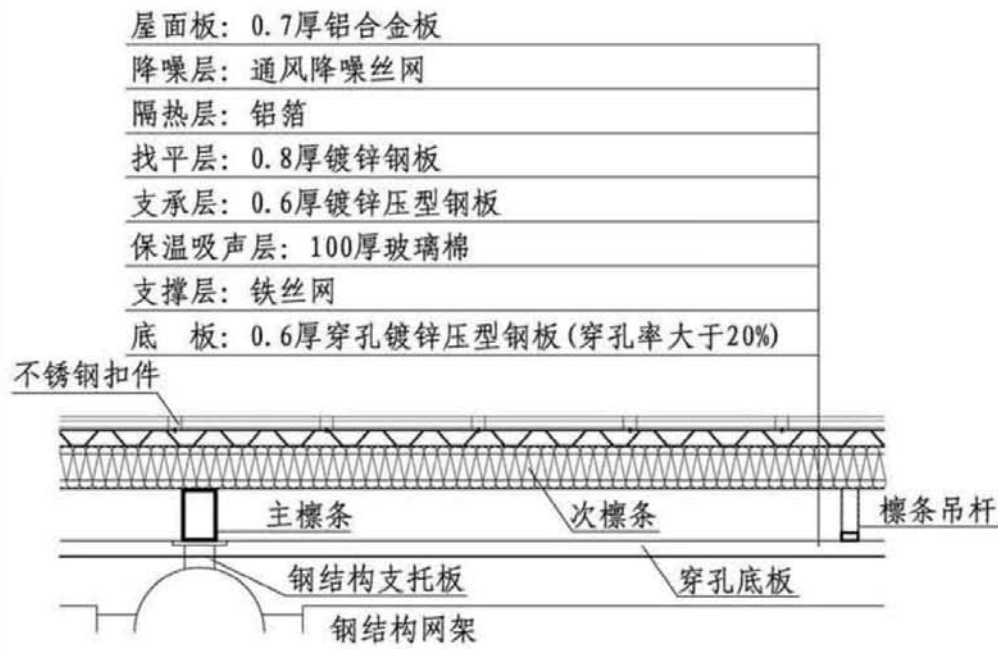 屋面板: 0.7厚铝合金板
降噪层: 通风降噪丝网
隔热层: 铝箔
找平层: 0.8厚镀锌钢板
支承层: 0.6厚镀锌压型钢板
保温吸声层: 100厚玻璃棉
支撑层: 铁丝网
底 板: 0.6厚穿孔镀锌压型钢板(穿孔率大于20%)
不锈钢扣件
主檩条
次檩条
檩条吊杆
钢结构支托板
穿孔底板
钢结构网架